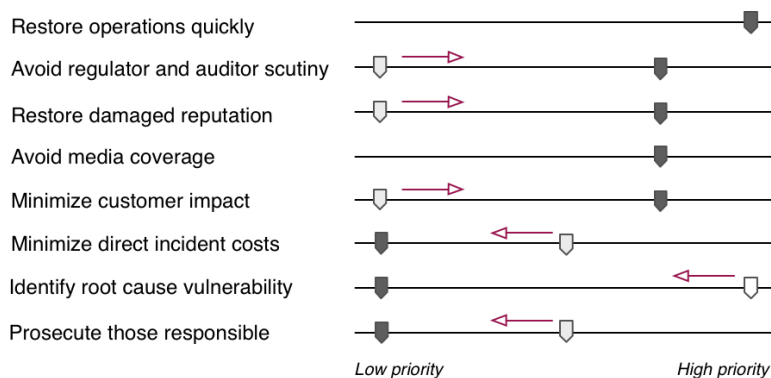 Restore operations quickly
Avoid regulator and auditor scutiny
Restore damaged reputation
Avoid media coverage
Minimize customer impact
Minimize direct incident costs
Identify root cause vulnerability
Prosecute those responsible
Low priority High priority